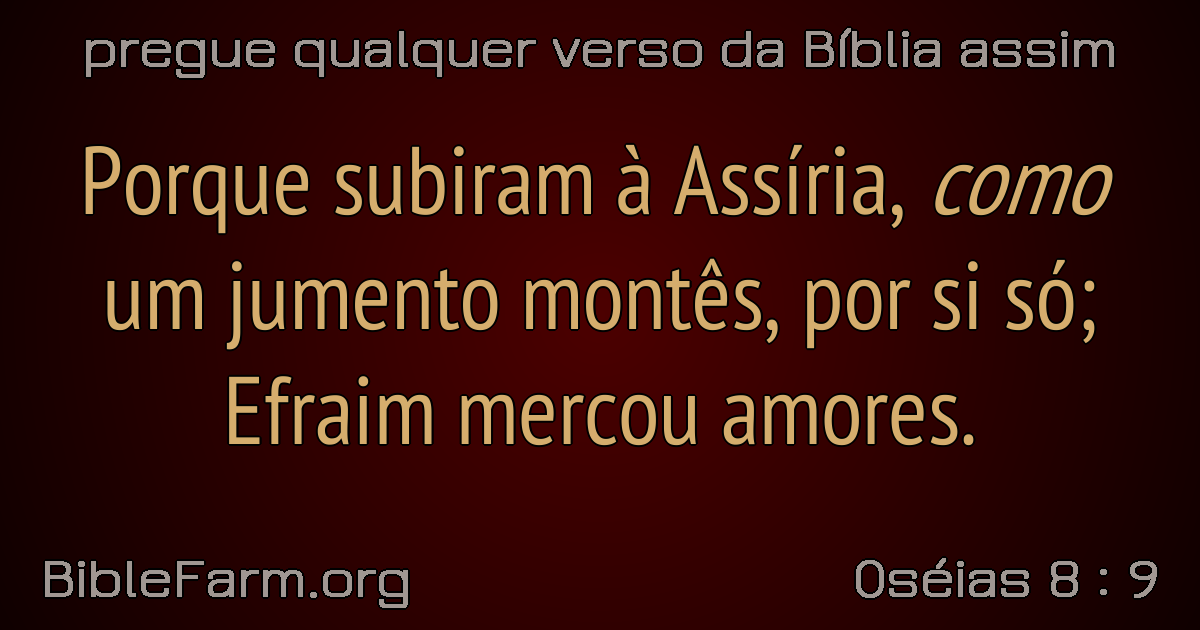 pregue qualquer verso da Bíblia assim
Porque subiram à Assíria, como
um jumento montês, por si só;
Efraim mercou amores.
BibleFarm.org
Oséias 8 : 9